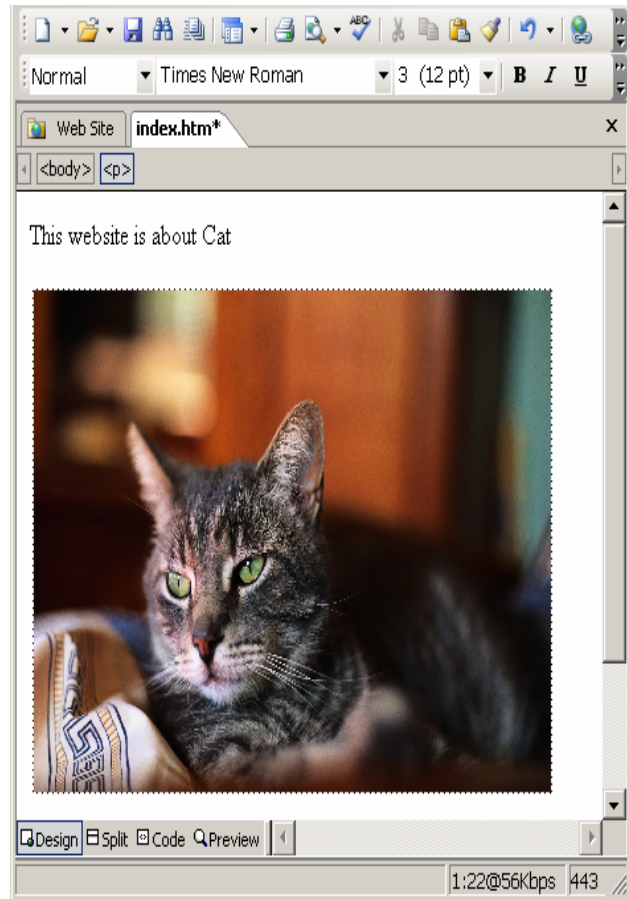 ABC
Normal Times New Roman 3 (12 pt) B I U
Web Site index.htm* x
<body> <p>
This website is about Cat
Design Split Code Preview
1:22@56Kbps 443